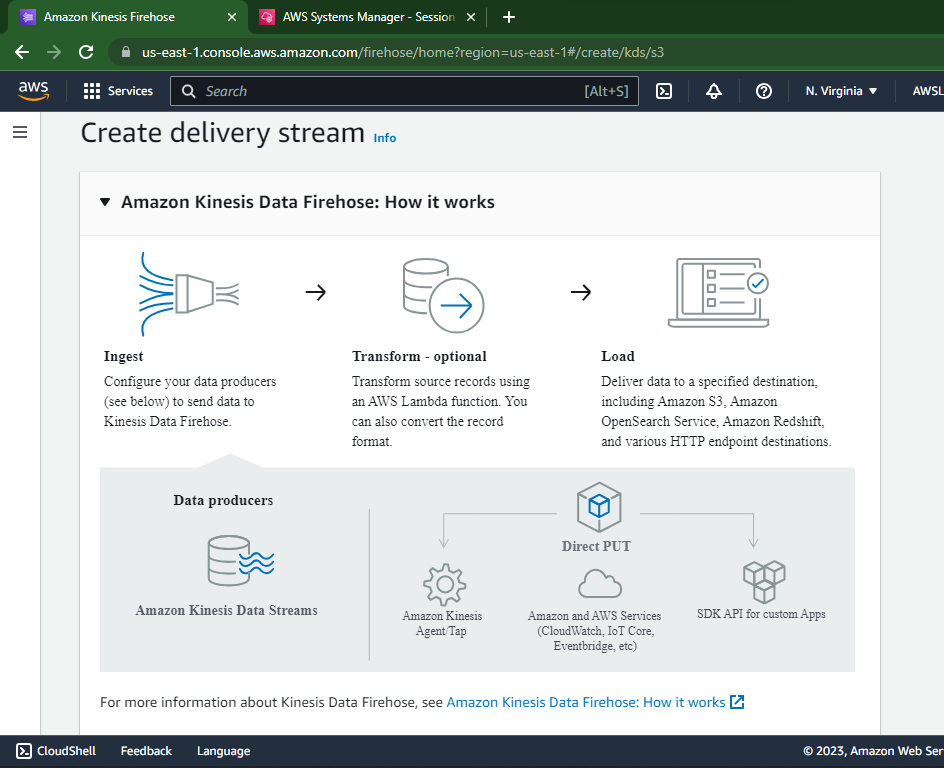 Amazon Kinesis Firehose
AWS Systems Manager - Session
us-east-1.console.aws.amazon.com/firehose/home?region=us-east-1#/create/kds/s3
aws
Services
Search
[Alt+S]
N. Virginia
AWSL
Create delivery stream Info
Amazon Kinesis Data Firehose: How it works
Ingest
Configure your data producers
(see below) to send data to
Kinesis Data Firehose.
Transform - optional
Transform source records using
an AWS Lambda function. You
can also convert the record
format.
Load
Deliver data to a specified destination,
including Amazon S3, Amazon
OpenSearch Service, Amazon Redshift,
and various HTTP endpoint destinations.
Data producers
Amazon Kinesis Data Streams
Direct PUT
Amazon Kinesis
Agent/Tap
Amazon and AWS Services
(CloudWatch, IoT Core,
Eventbridge, etc)
SDK API for custom Apps
For more information about Kinesis Data Firehose, see Amazon Kinesis Data Firehose: How it works
CloudShell
Feedback
Language
© 2023, Amazon Web Ser